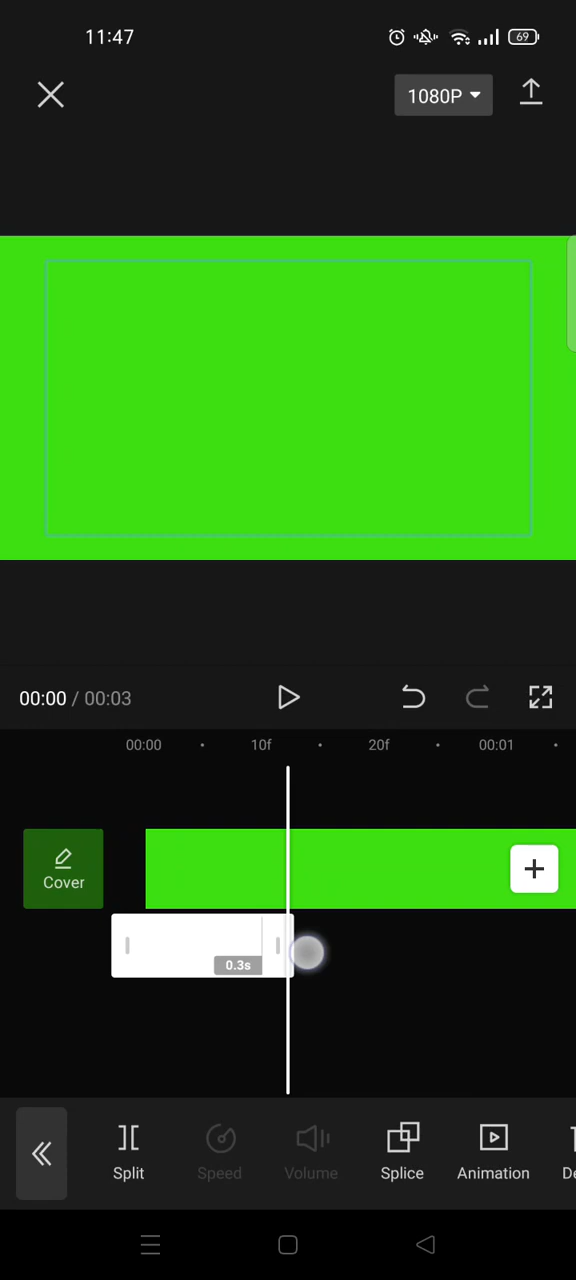 11:47
69
1080P
00:00 / 00:03
00:00
10f
20f
00:01
Cover
0.3s
Split
Speed
Volume
Splice
Animation